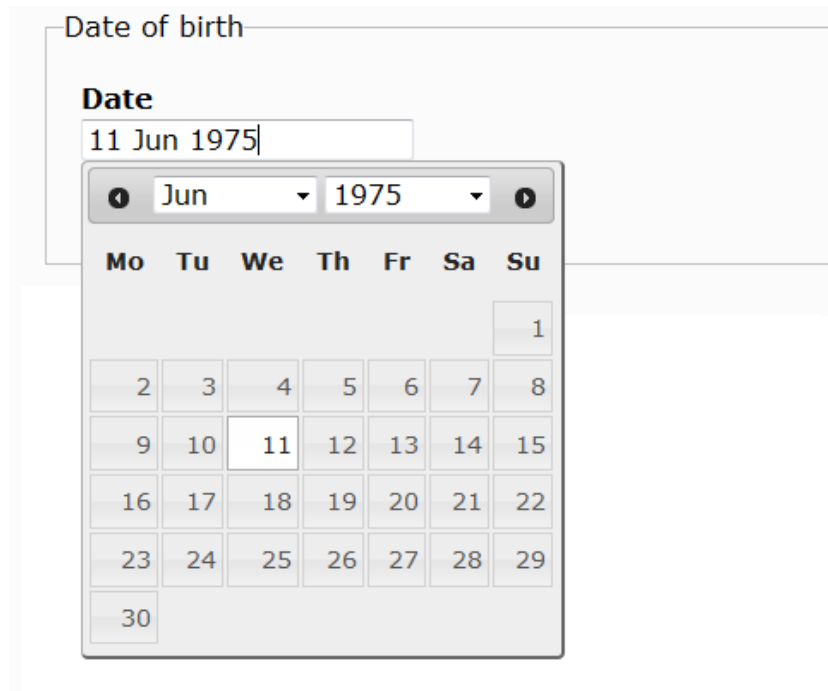 Date of birth
Date
11 Jun 1975
Jun 1975
Mo Tu We Th Fr Sa Su
1
2 3 4 5 6 7 8
9 10 11 12 13 14 15
16 17 18 19 20 21 22
23 24 25 26 27 28 29
30